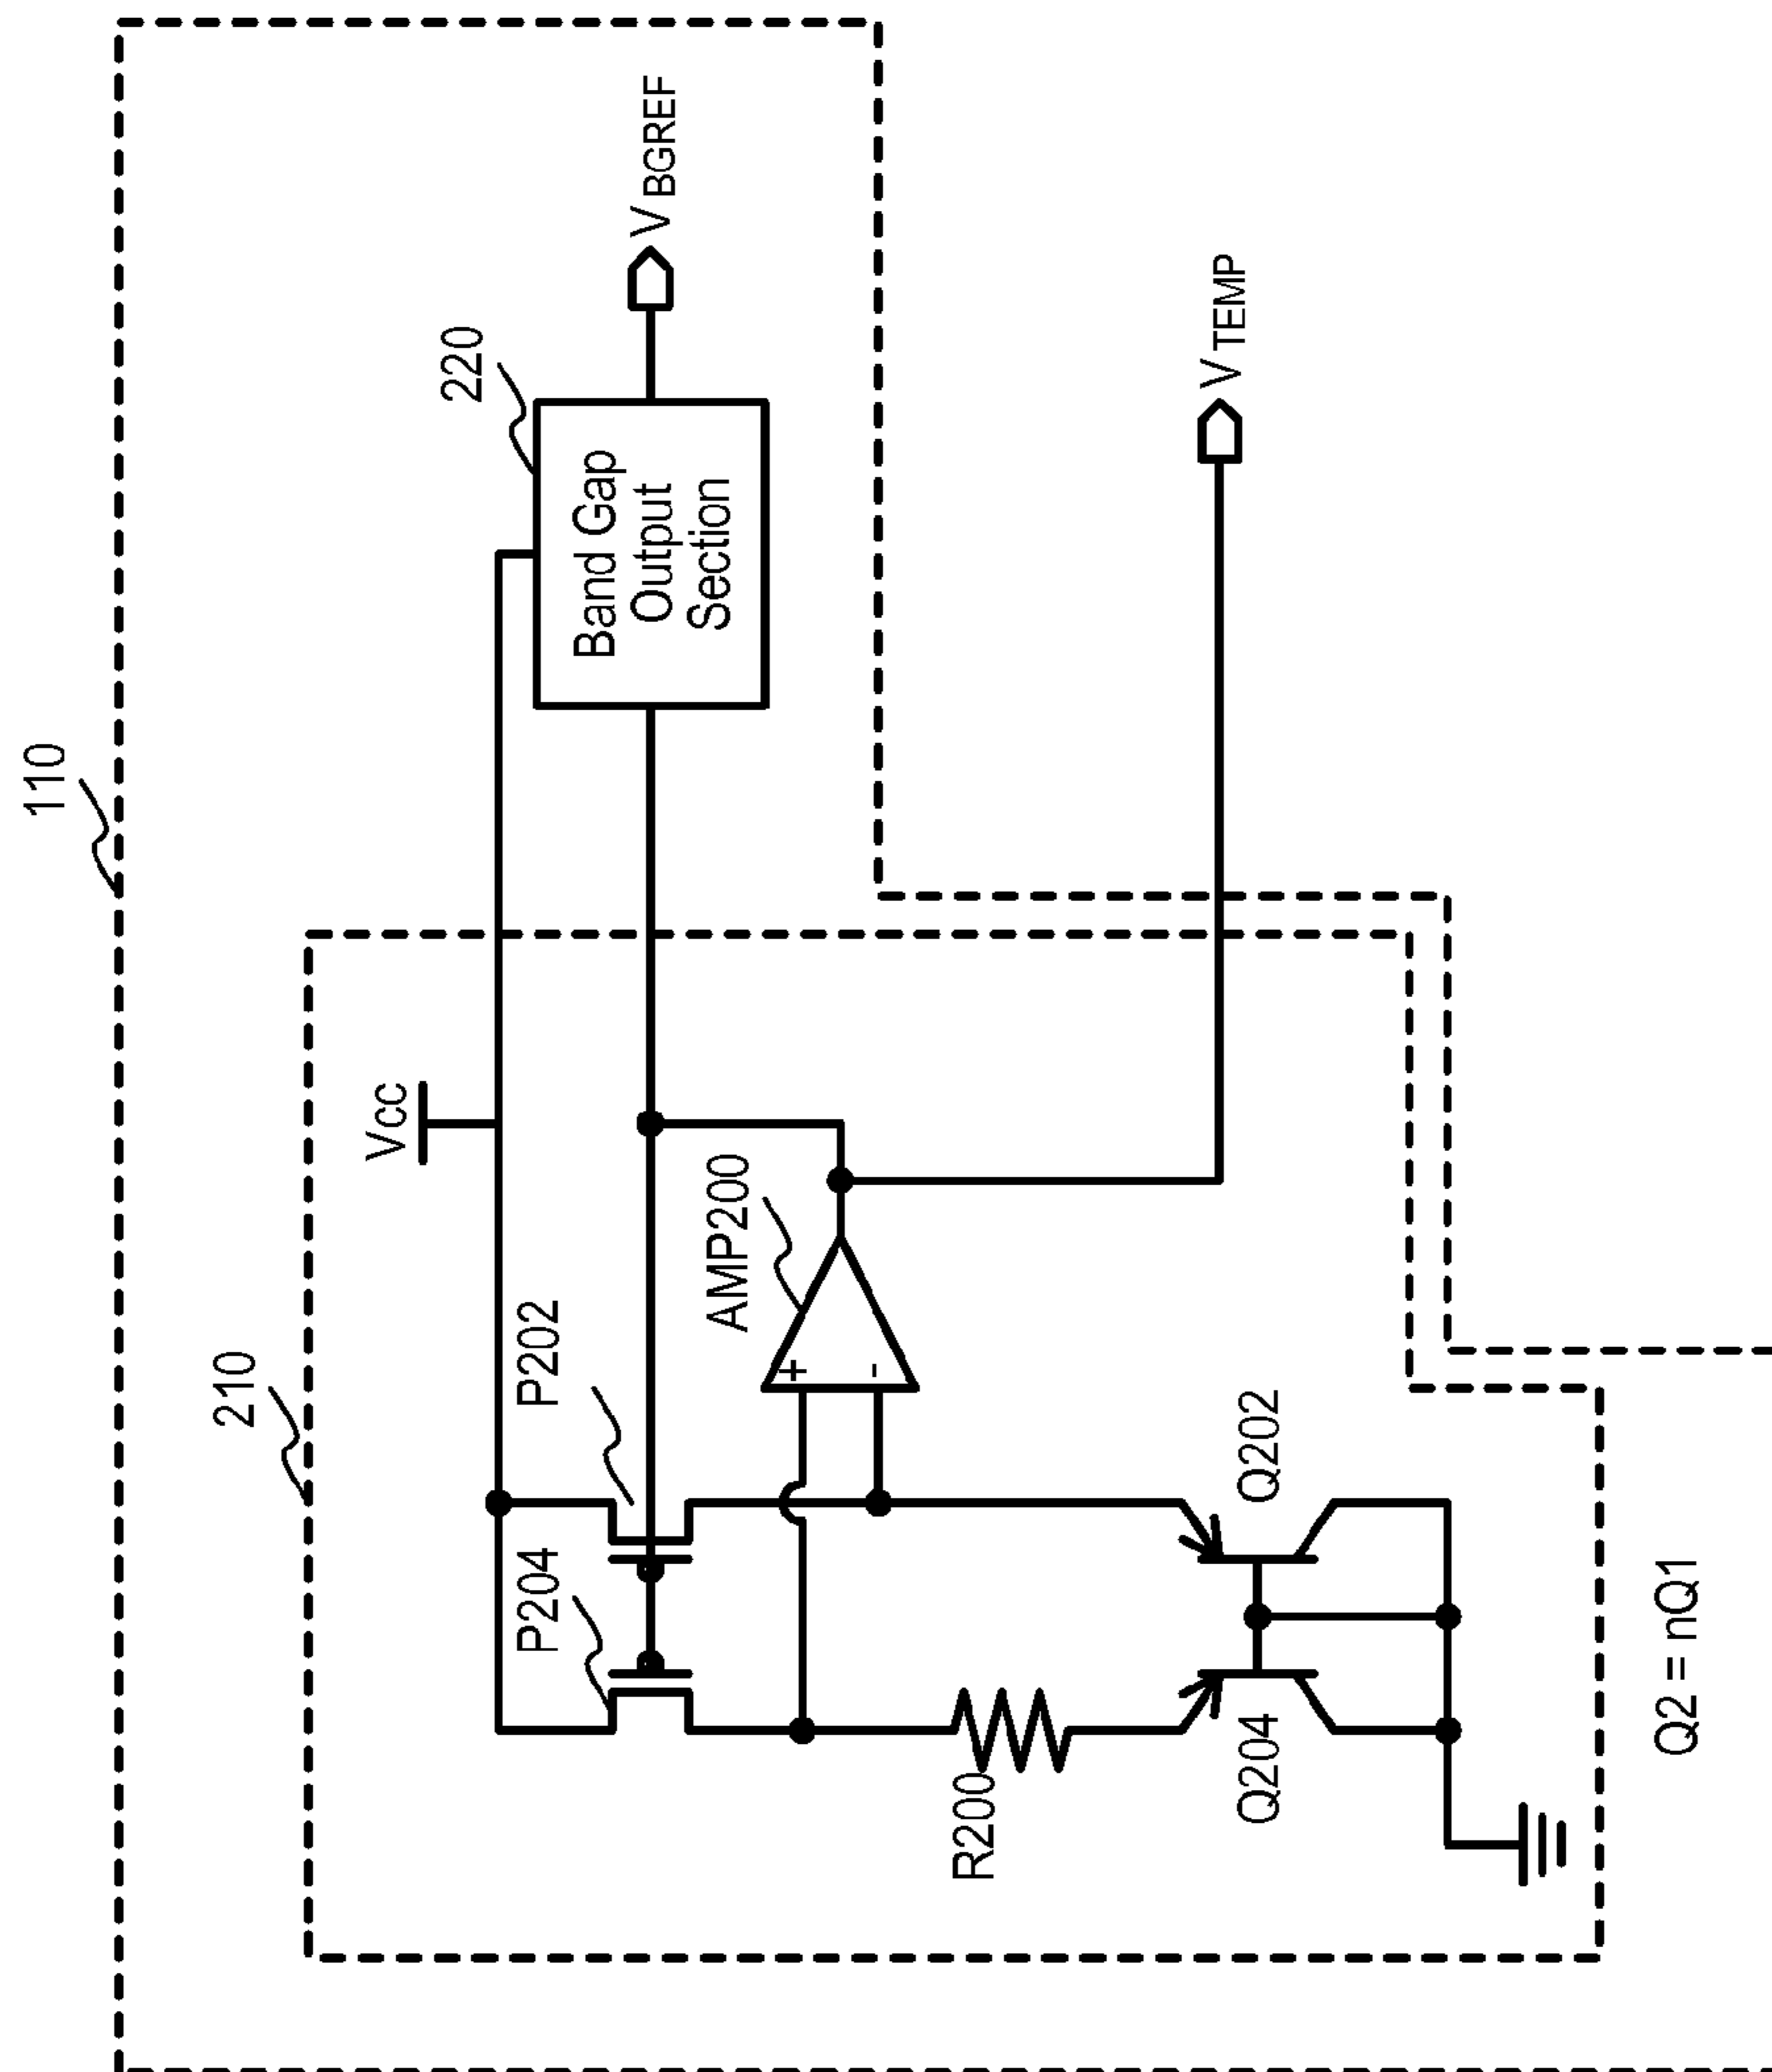 110
210
Vcc
220
Band Gap
Output
Section
VBGREF
P204
P202
AMP200
+
-
VTEMP
R200
Q204
Q202
Q2 = nQ1